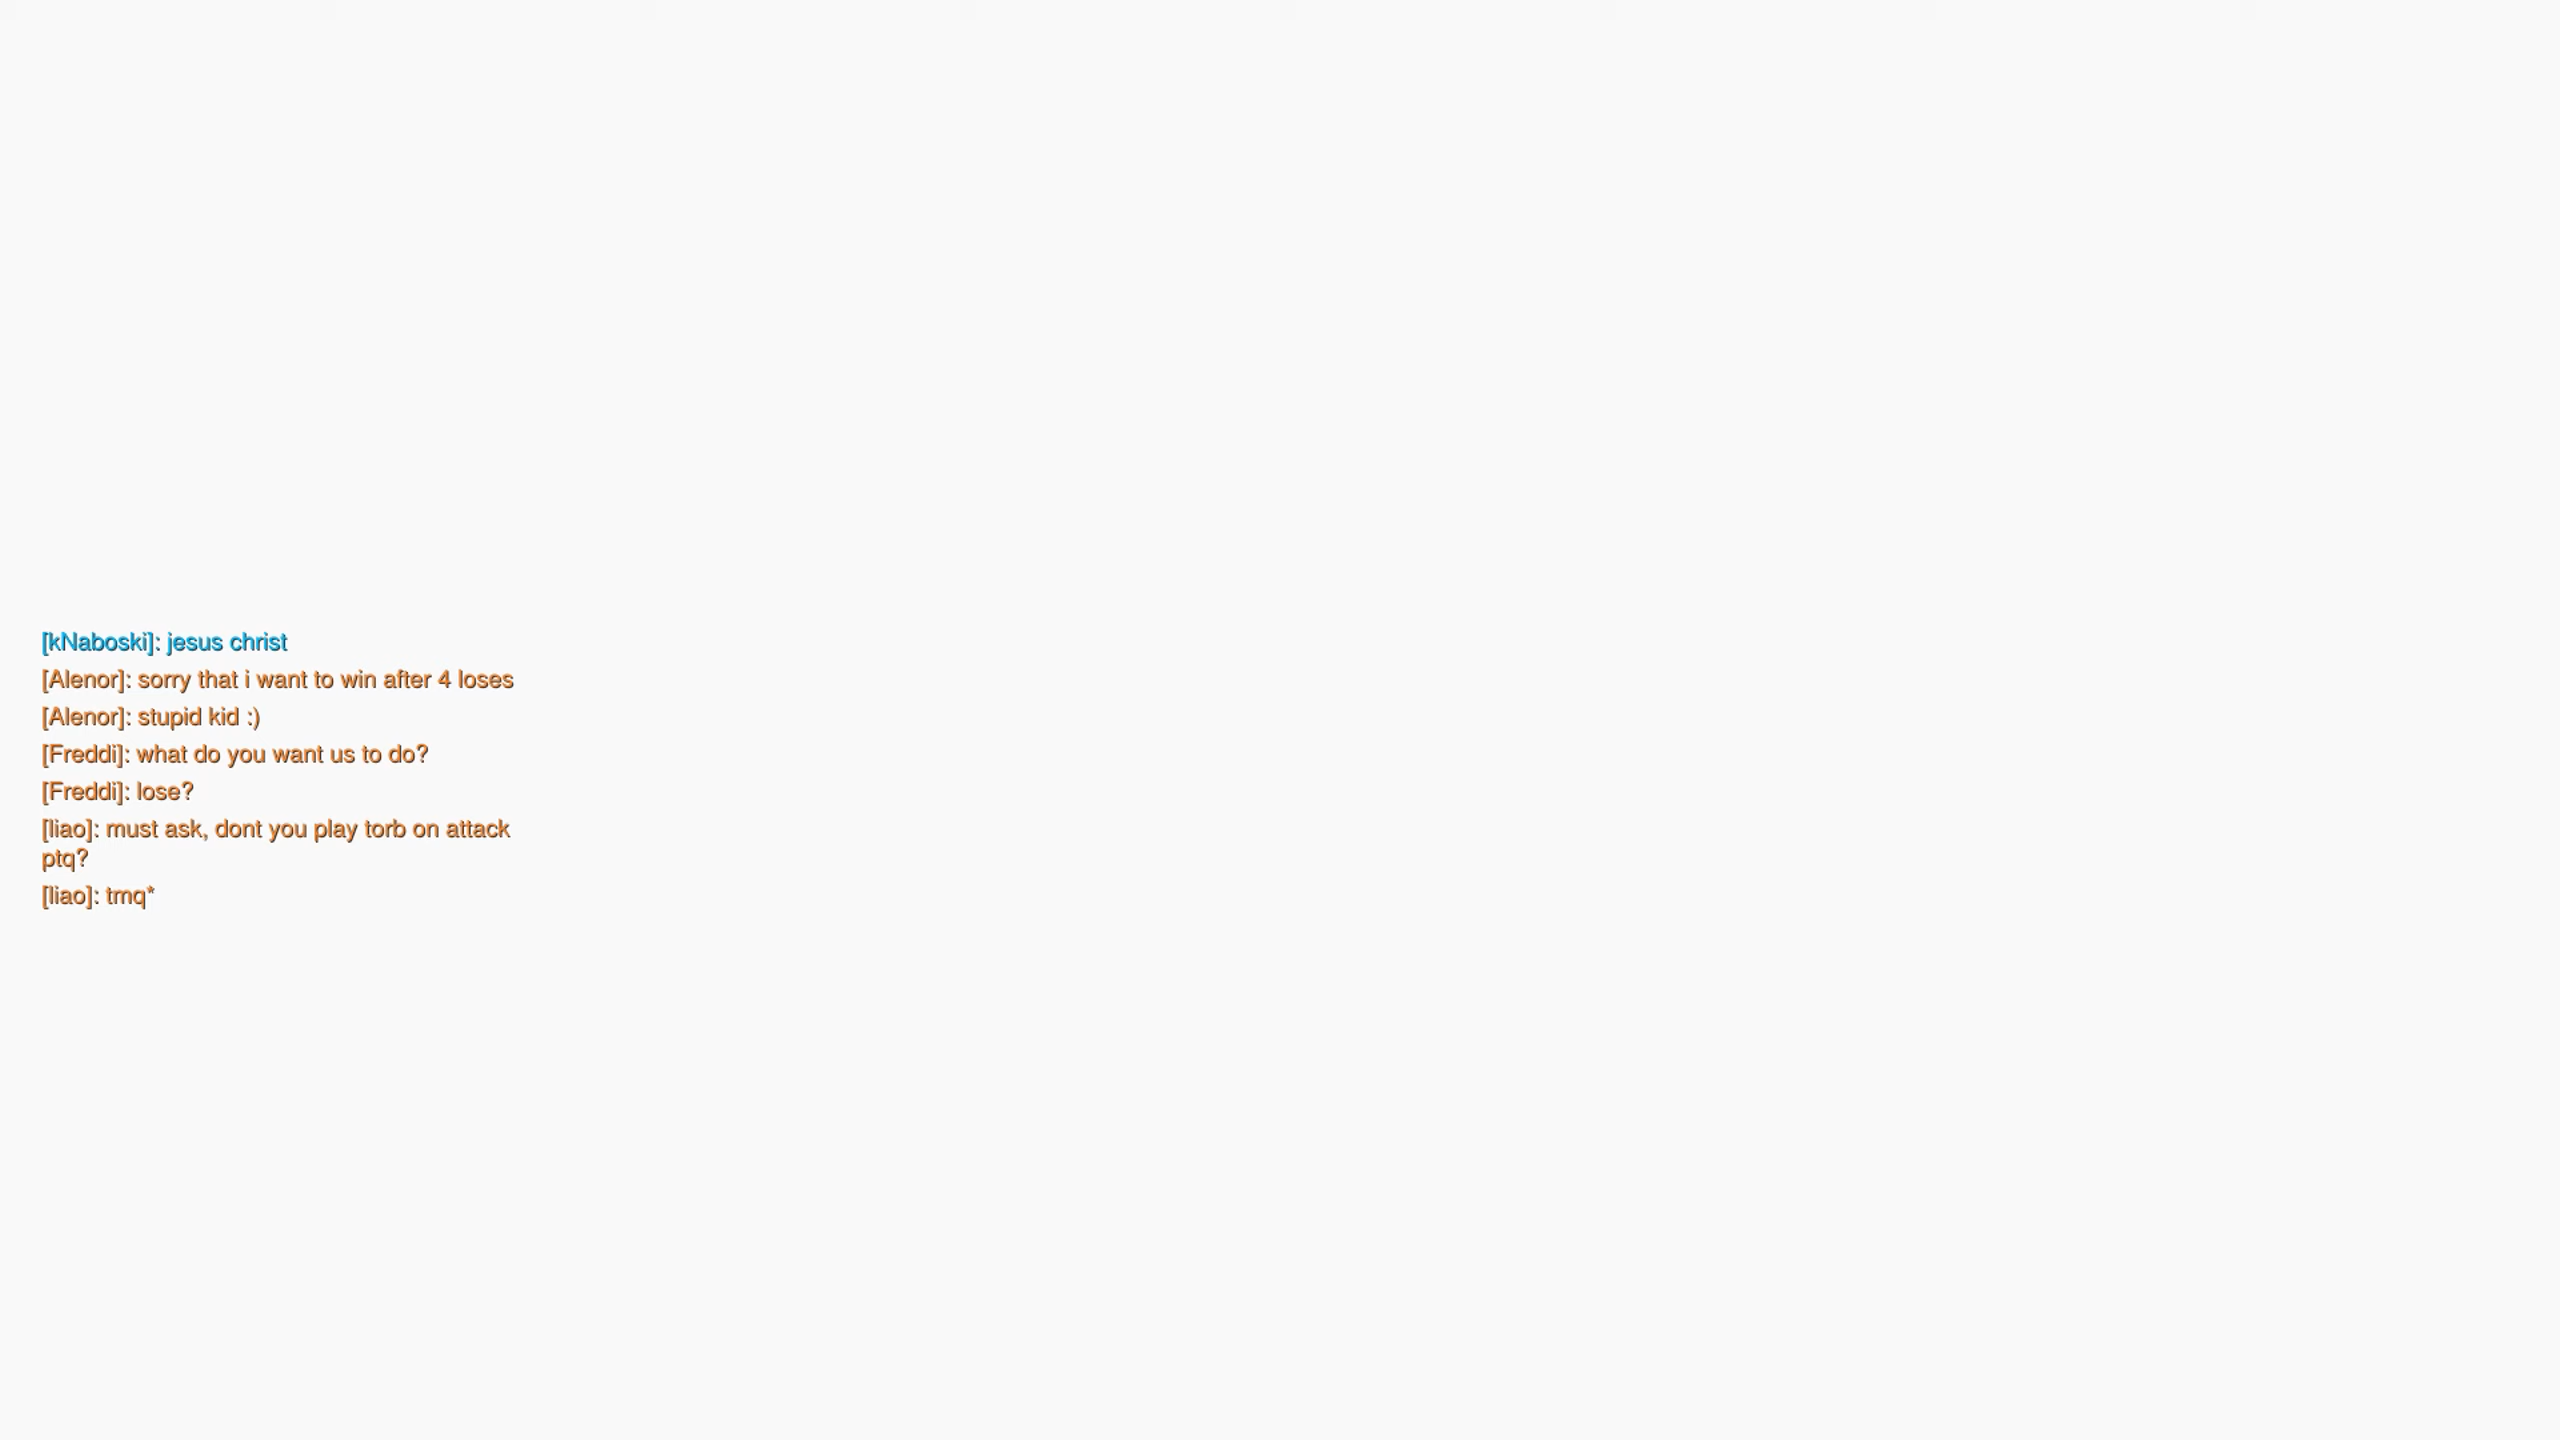 [kNaboski]: jesus christ
[Alenor]: sorry that i want to win after 4 loses
[Alenor]: stupid kid :)
[Freddi]: what do you want us to do?
[Freddi]: lose?
[liao]: must ask, dont you play torb on attack
ptq?
[liao]: tmq*